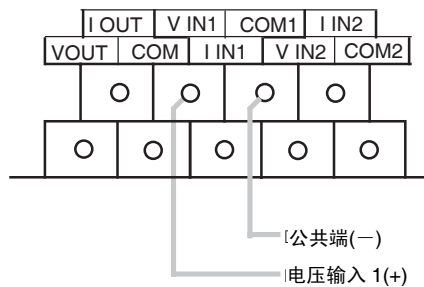 I OUT V IN1 COM1 I IN2
VOUT COM I IN1 V IN2 COM2
公共端(－)
电压输入 1(+)